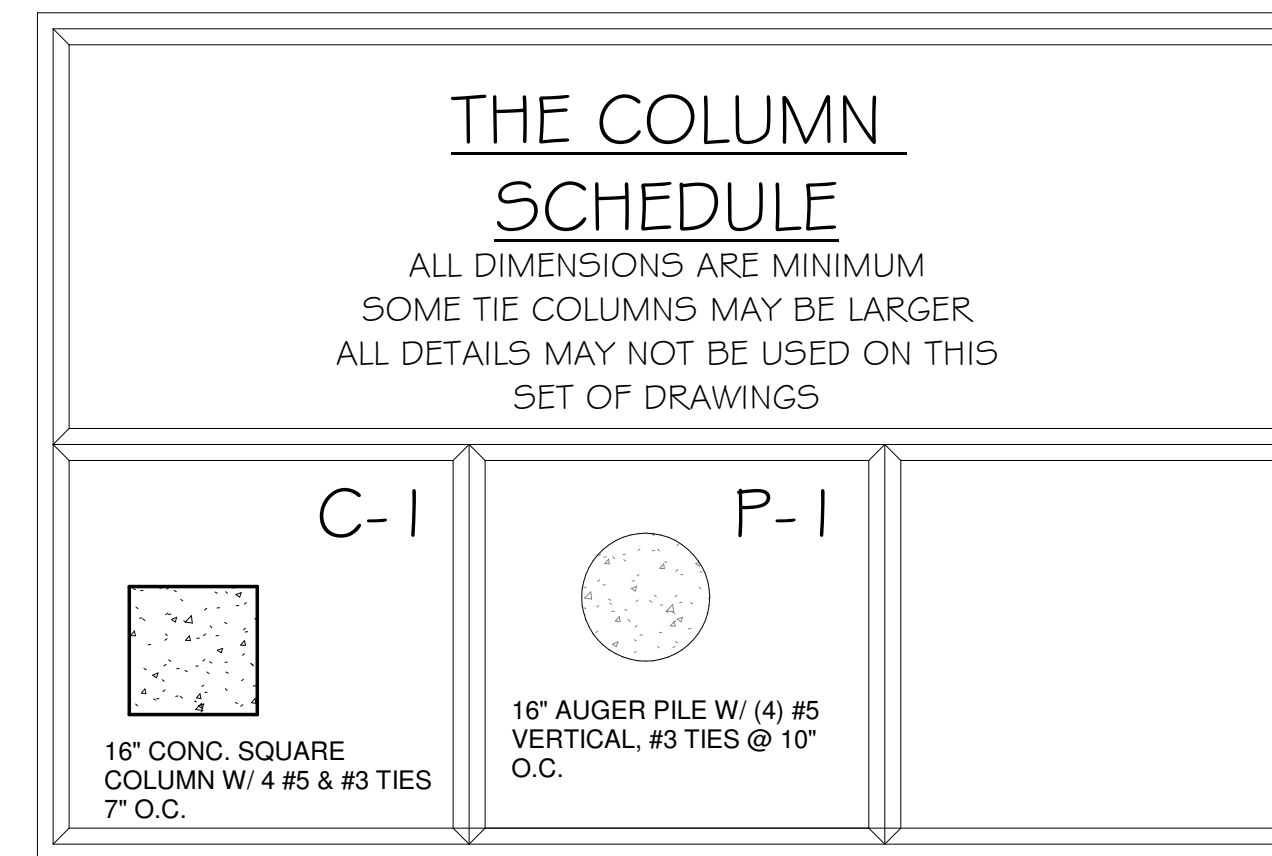 THE COLUMN
SCHEDULE
ALL DIMENSIONS ARE MINIMUM
SOME TIE COLUMNS MAY BE LARGER
ALL DETAILS MAY NOT BE USED ON THIS
SET OF DRAWINGS
C-1
16" CONC. SQUARE
COLUMN W/ 4 #5 & #3 TIES
7" O.C.
P-1
16" AUGER PILE W/ (4) #5
VERTICAL, #3 TIES @ 10"
O.C.